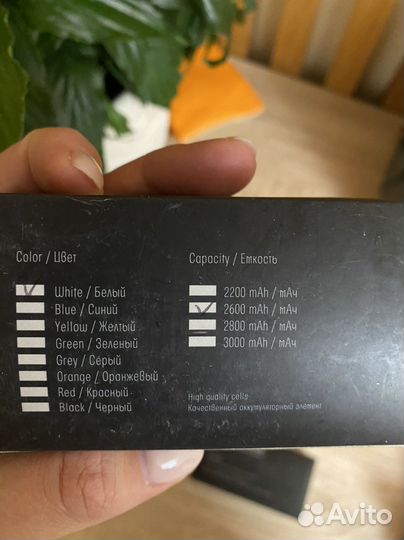 Color / Цвет
White / Белый
Blue / Синий
Yellow / Желтый
Green / Зеленый
Grey / Серый
Orange / Оранжевый
Red / Красный
Black / Черный
Capacity / Емкость
2200 mAh / мАч
2600 mAh / мАч
2800 mAh / мАч
3000 mAh / мАч
High quality cells
Качественный аккумуляторный элемент
Avito